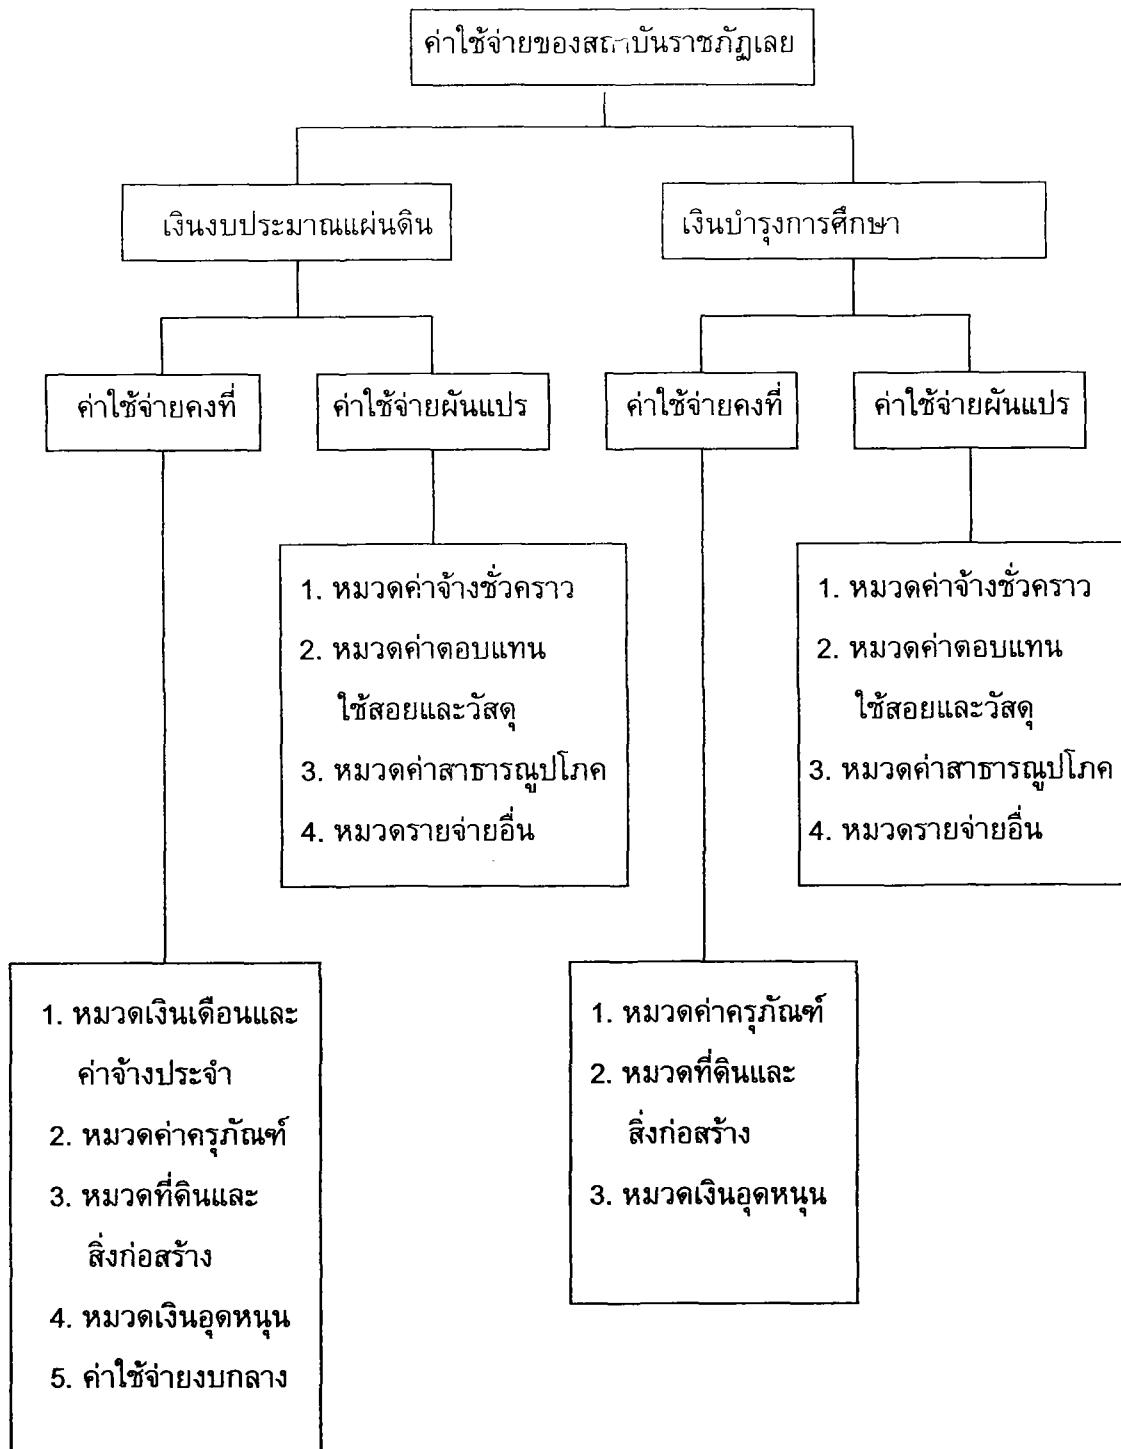 ค่าใช้จ่ายของสถาบันราชภัฏเลย
เงินงบประมาณแผ่นดิน
เงินบำรุงการศึกษา
ค่าใช้จ่ายคงที่
ค่าใช้จ่ายผันแปร
ค่าใช้จ่ายคงที่
ค่าใช้จ่ายผันแปร
1. หมวดค่าจ้างชั่วคราว
2. หมวดค่าตอบแทน
ใช้สอยและวัสดุ
3. หมวดค่าสาธารณูปโภค
4. หมวดรายจ่ายอื่น
1. หมวดค่าจ้างชั่วคราว
2. หมวดค่าตอบแทน
ใช้สอยและวัสดุ
3. หมวดค่าสาธารณูปโภค
4. หมวดรายจ่ายอื่น
1. หมวดเงินเดือนและ
ค่าจ้างประจำ
2. หมวดค่าครุภัณฑ์
3. หมวดที่ดินและ
สิ่งก่อสร้าง
4. หมวดเงินอุดหนุน
5. ค่าใช้จ่ายงบกลาง
1. หมวดค่าครุภัณฑ์
2. หมวดที่ดินและ
สิ่งก่อสร้าง
3. หมวดเงินอุดหนุน